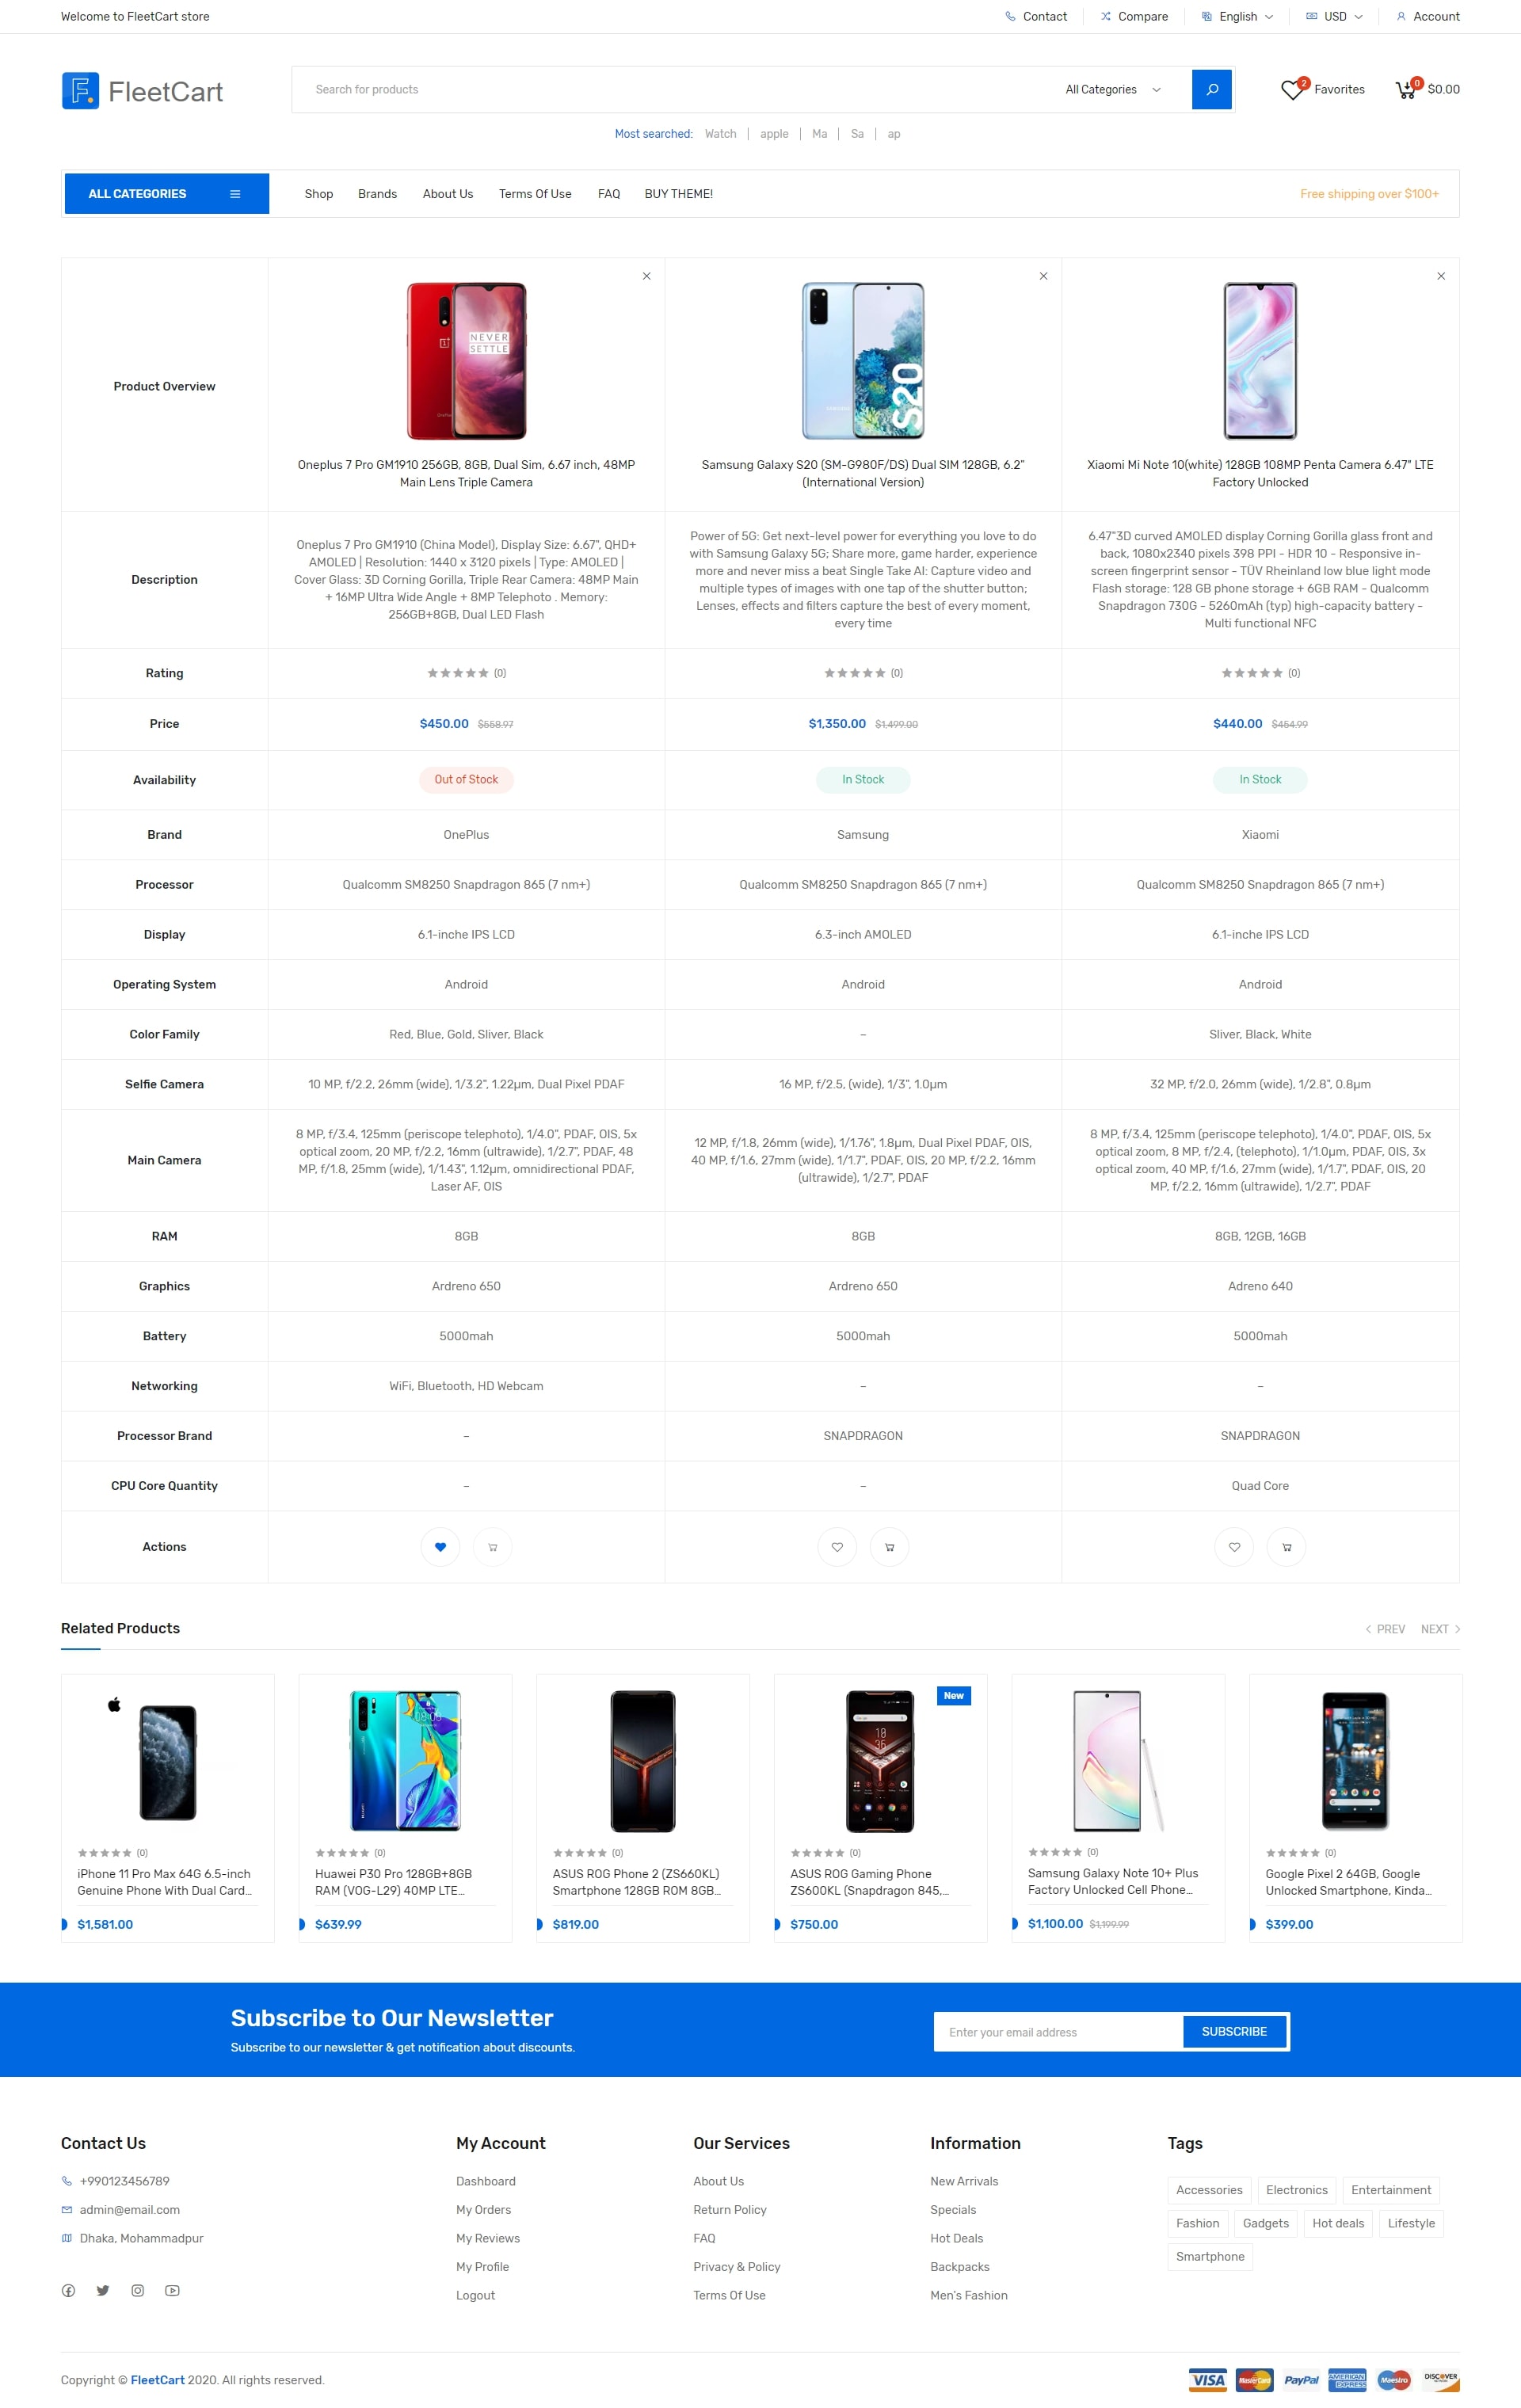 Welcome to FleetCart store
Contact
Compare
English
USD
Account
FleetCart
Search for products
All Categories
2
Favorites
0
$0.00
Most searched: Watch | apple | Ma | Sa | ap
ALL CATEGORIES
Shop
Brands
About Us
Terms Of Use
FAQ
BUY THEME!
Free shipping over $100+
Product Overview
NEVER
SETTLE
Oneplus 7 Pro GM1910 256GB, 8GB, Dual Sim, 6.67 inch, 48MP
Main Lens Triple Camera
S20
Samsung Galaxy S20 (SM-G980F/DS) Dual SIM 128GB, 6.2"
(International Version)
Xiaomi Mi Note 10(white) 128GB 108MP Penta Camera 6.47" LTE
Factory Unlocked
Description
Oneplus 7 Pro GM1910 (China Model), Display Size: 6.67", QHD+
AMOLED | Resolution: 1440 x 3120 pixels | Type: AMOLED |
Cover Glass: 3D Corning Gorilla, Triple Rear Camera: 48MP Main
+ 16MP Ultra Wide Angle + 8MP Telephoto . Memory:
256GB+8GB, Dual LED Flash
Power of 5G: Get next-level power for everything you love to do
with Samsung Galaxy 5G; Share more, game harder, experience
more and never miss a beat Single Take AI: Capture video and
multiple types of images with one tap of the shutter button;
Lenses, effects and filters capture the best of every moment,
every time
6.47"3D curved AMOLED display Corning Gorilla glass front and
back, 1080x2340 pixels 398 PPI - HDR 10 - Responsive in-
screen fingerprint sensor - TÜV Rheinland low blue light mode
Flash storage: 128 GB phone storage + 6GB RAM - Qualcomm
Snapdragon 730G - 5260mAh (typ) high-capacity battery -
Multi functional NFC
Rating
(0)
(0)
(0)
Price
$450.00 $558.97
$1,350.00 $1,499.00
$440.00 $454.99
Availability
Out of Stock
In Stock
In Stock
Brand
OnePlus
Samsung
Xiaomi
Processor
Qualcomm SM8250 Snapdragon 865 (7 nm+)
Qualcomm SM8250 Snapdragon 865 (7 nm+)
Qualcomm SM8250 Snapdragon 865 (7 nm+)
Display
6.1-inche IPS LCD
6.3-inch AMOLED
6.1-inche IPS LCD
Operating System
Android
Android
Android
Color Family
Red, Blue, Gold, Sliver, Black
–
Sliver, Black, White
Selfie Camera
10 MP, f/2.2, 26mm (wide), 1/3.2", 1.22µm, Dual Pixel PDAF
16 MP, f/2.5, (wide), 1/3", 1.0µm
32 MP, f/2.0, 26mm (wide), 1/2.8", 0.8µm
Main Camera
8 MP, f/3.4, 125mm (periscope telephoto), 1/4.0", PDAF, OIS, 5x
optical zoom, 20 MP, f/2.2, 16mm (ultrawide), 1/2.7", PDAF, 48
MP, f/1.8, 25mm (wide), 1/1.43", 1.12µm, omnidirectional PDAF,
Laser AF, OIS
12 MP, f/1.8, 26mm (wide), 1/1.76", 1.8µm, Dual Pixel PDAF, OIS,
40 MP, f/1.6, 27mm (wide), 1/1.7", PDAF, OIS, 20 MP, f/2.2, 16mm
(ultrawide), 1/2.7", PDAF
8 MP, f/3.4, 125mm (periscope telephoto), 1/4.0", PDAF, OIS, 5x
optical zoom, 8 MP, f/2.4, (telephoto), 1/1.0µm, PDAF, OIS, 3x
optical zoom, 40 MP, f/1.6, 27mm (wide), 1/1.7", PDAF, OIS, 20
MP, f/2.2, 16mm (ultrawide), 1/2.7", PDAF
RAM
8GB
8GB
8GB, 12GB, 16GB
Graphics
Ardreno 650
Ardreno 650
Adreno 640
Battery
5000mah
5000mah
5000mah
Networking
WiFi, Bluetooth, HD Webcam
–
–
Processor Brand
–
SNAPDRAGON
SNAPDRAGON
CPU Core Quantity
–
–
Quad Core
Actions
Related Products
PREV
NEXT
(0)
iPhone 11 Pro Max 64G 6.5-inch
Genuine Phone With Dual Card...
$1,581.00
08:08
(0)
Huawei P30 Pro 128GB+8GB
RAM (VOG-L29) 40MP LTE...
$639.99
(0)
ASUS ROG Phone 2 (ZS660KL)
Smartphone 128GB ROM 8GB...
$819.00
New
18
35
(0)
ASUS ROG Gaming Phone
ZS600KL (Snapdragon 845,...
$750.00
(0)
Samsung Galaxy Note 10+ Plus
Factory Unlocked Cell Phone...
$1,100.00 $1,199.99
(0)
Google Pixel 2 64GB, Google
Unlocked Smartphone, Kinda...
$399.00
Subscribe to Our Newsletter
Subscribe to our newsletter & get notification about discounts.
Enter your email address
SUBSCRIBE
Contact Us
+990123456789
admin@email.com
Dhaka, Mohammadpur
My Account
Dashboard
My Orders
My Reviews
My Profile
Logout
Our Services
About Us
Return Policy
FAQ
Privacy & Policy
Terms Of Use
Information
New Arrivals
Specials
Hot Deals
Backpacks
Men's Fashion
Tags
Accessories
Electronics
Entertainment
Fashion
Gadgets
Hot deals
Lifestyle
Smartphone
Copyright © FleetCart 2020. All rights reserved.
VISA
MasterCard
PayPal
AMERICAN EXPRESS
Maestro
DISCOVER